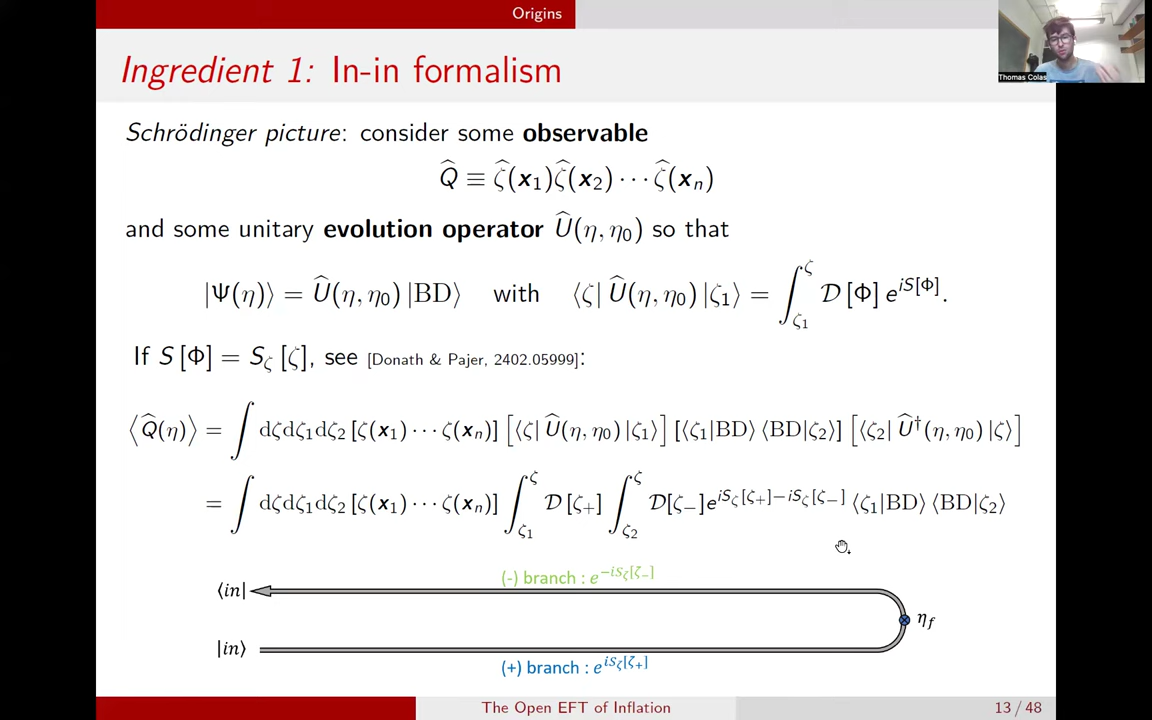 Origins
Thomas Colas
Ingredient 1: In-in formalism
Schrödinger picture: consider some observable
Q̂ ≡ ζ̂(x₁)ζ̂(x₂) ··· ζ̂(xₙ)
and some unitary evolution operator Û(η, η₀) so that
|Ψ(η)⟩ = Û(η, η₀) |BD⟩ with ⟨ζ| Û(η, η₀) |ζ₁⟩ = ∫_{ζ₁}^{ζ} 𝒟 [Φ] e^{iS[Φ]}.
If S [Φ] = S_ζ [ζ], see [Donath & Pajer, 2402.05999]:
⟨Q̂(η)⟩ = ∫ dζdζ₁dζ₂ [ζ(x₁) ··· ζ(xₙ)] [⟨ζ| Û(η, η₀) |ζ₁⟩] [⟨ζ₁|BD⟩ ⟨BD|ζ₂⟩] [⟨ζ₂| Û†(η, η₀) |ζ⟩]
= ∫ dζdζ₁dζ₂ [ζ(x₁) ··· ζ(xₙ)] ∫_{ζ₁}^{ζ} 𝒟 [ζ₊] ∫_{ζ₂}^{ζ} 𝒟[ζ₋]e^{iS_ζ[ζ₊]−iS_ζ[ζ₋]} ⟨ζ₁|BD⟩ ⟨BD|ζ₂⟩
(-) branch : e^{−iS_ζ[ζ₋]}
⟨in|
η_f
|in⟩
(+) branch : e^{iS_ζ[ζ₊]}
The Open EFT of Inflation 13 / 48